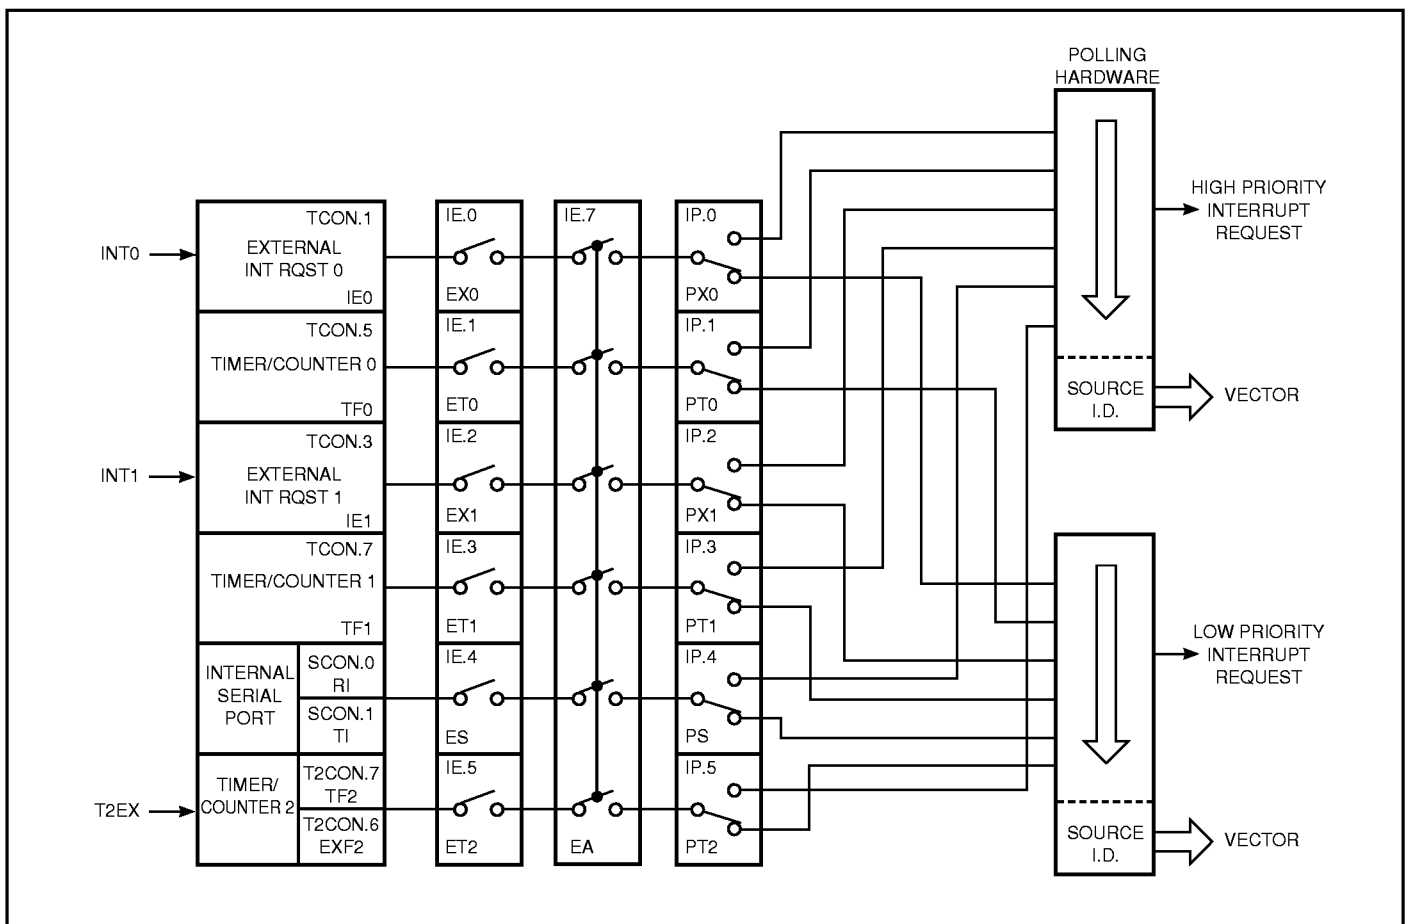 POLLING
HARDWARE
HIGH PRIORITY
INTERRUPT
REQUEST
SOURCE
I.D.
VECTOR
INT0
TCON.1
EXTERNAL
INT RQST 0
IE0
IE.0
EX0
IE.7
IP.0
PX0
TCON.5
TIMER/COUNTER 0
TF0
IE.1
ET0
IP.1
PT0
INT1
TCON.3
EXTERNAL
INT RQST 1
IE1
IE.2
EX1
IP.2
PX1
TCON.7
TIMER/COUNTER 1
TF1
IE.3
ET1
IP.3
PT1
INTERNAL
SERIAL
PORT
SCON.0
RI
SCON.1
TI
IE.4
ES
IP.4
PS
T2EX
TIMER/
COUNTER 2
T2CON.7
TF2
T2CON.6
EXF2
IE.5
ET2
EA
IP.5
PT2
LOW PRIORITY
INTERRUPT
REQUEST
SOURCE
I.D.
VECTOR